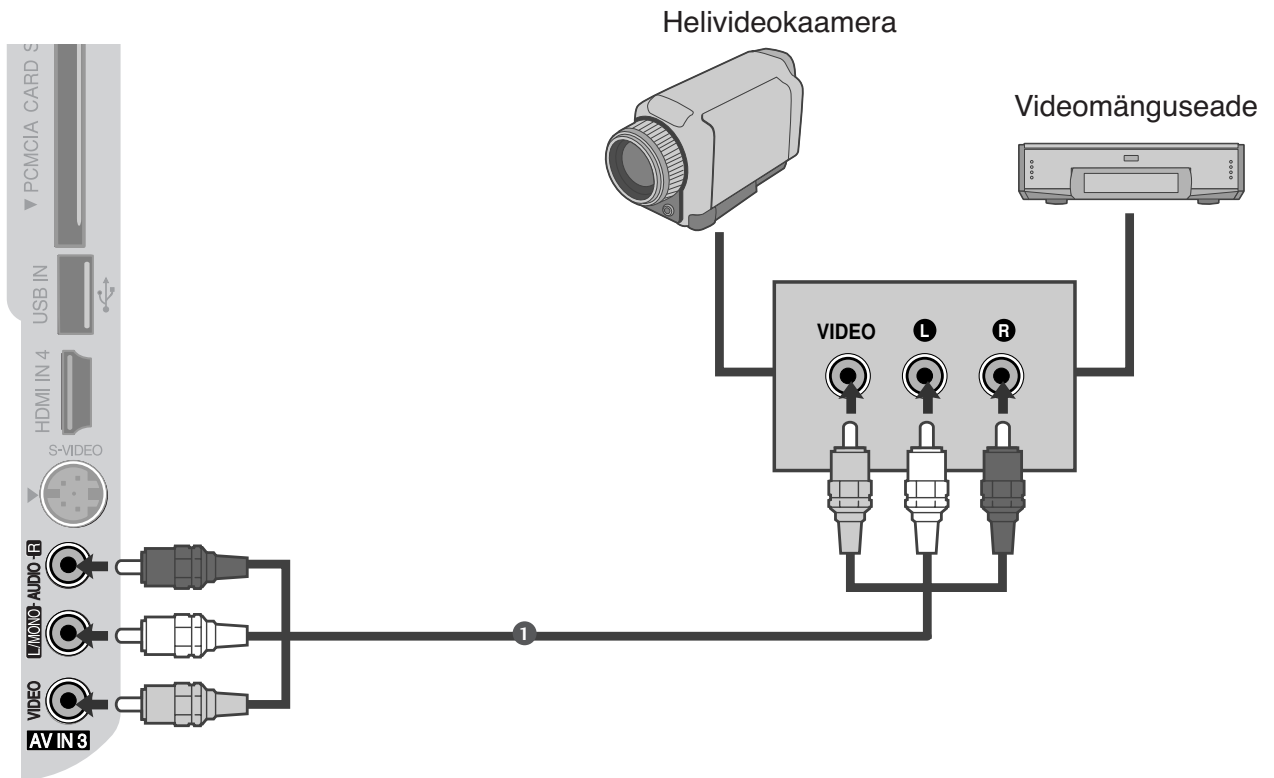 Helivideokaamera
Videomänguseade
▼ PCMCIA CARD S
USB IN
HDMI IN 4
S-VIDEO
L/MONO - AUDIO - R
VIDEO
AV IN 3
VIDEO L R
1